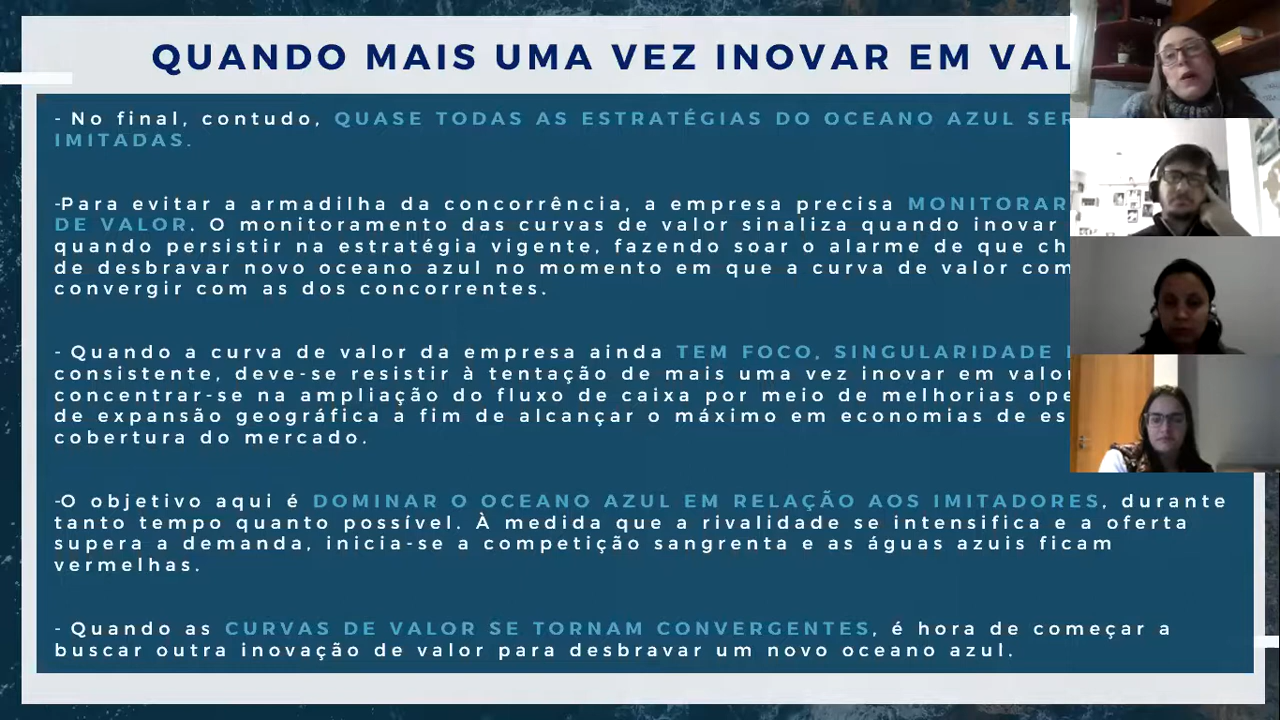 QUANDO MAIS UMA VEZ INOVAR EM VAL
- No final, contudo, QUASE TODAS AS ESTRATÉGIAS DO OCEANO AZUL SER
IMITADAS.
-Para evitar a armadilha da concorrência, a empresa precisa MONITORAR
DE VALOR. O monitoramento das curvas de valor sinaliza quando inovar
quando persistir na estratégia vigente, fazendo soar o alarme de que ch
de desbravar novo oceano azul no momento em que a curva de valor com
convergir com as dos concorrentes.
- Quando a curva de valor da empresa ainda TEM FOCO, SINGULARIDADE
consistente, deve-se resistir à tentação de mais uma vez inovar em valor
concentrar-se na ampliação do fluxo de caixa por meio de melhorias ope
de expansão geográfica a fim de alcançar o máximo em economias de es
cobertura do mercado.
-O objetivo aqui é DOMINAR O OCEANO AZUL EM RELAÇÃO AOS IMITADORES, durante
tanto tempo quanto possível. À medida que a rivalidade se intensifica e a oferta
supera a demanda, inicia-se a competição sangrenta e as águas azuis ficam
vermelhas.
- Quando as CURVAS DE VALOR SE TORNAM CONVERGENTES, é hora de começar a
buscar outra inovação de valor para desbravar um novo oceano azul.